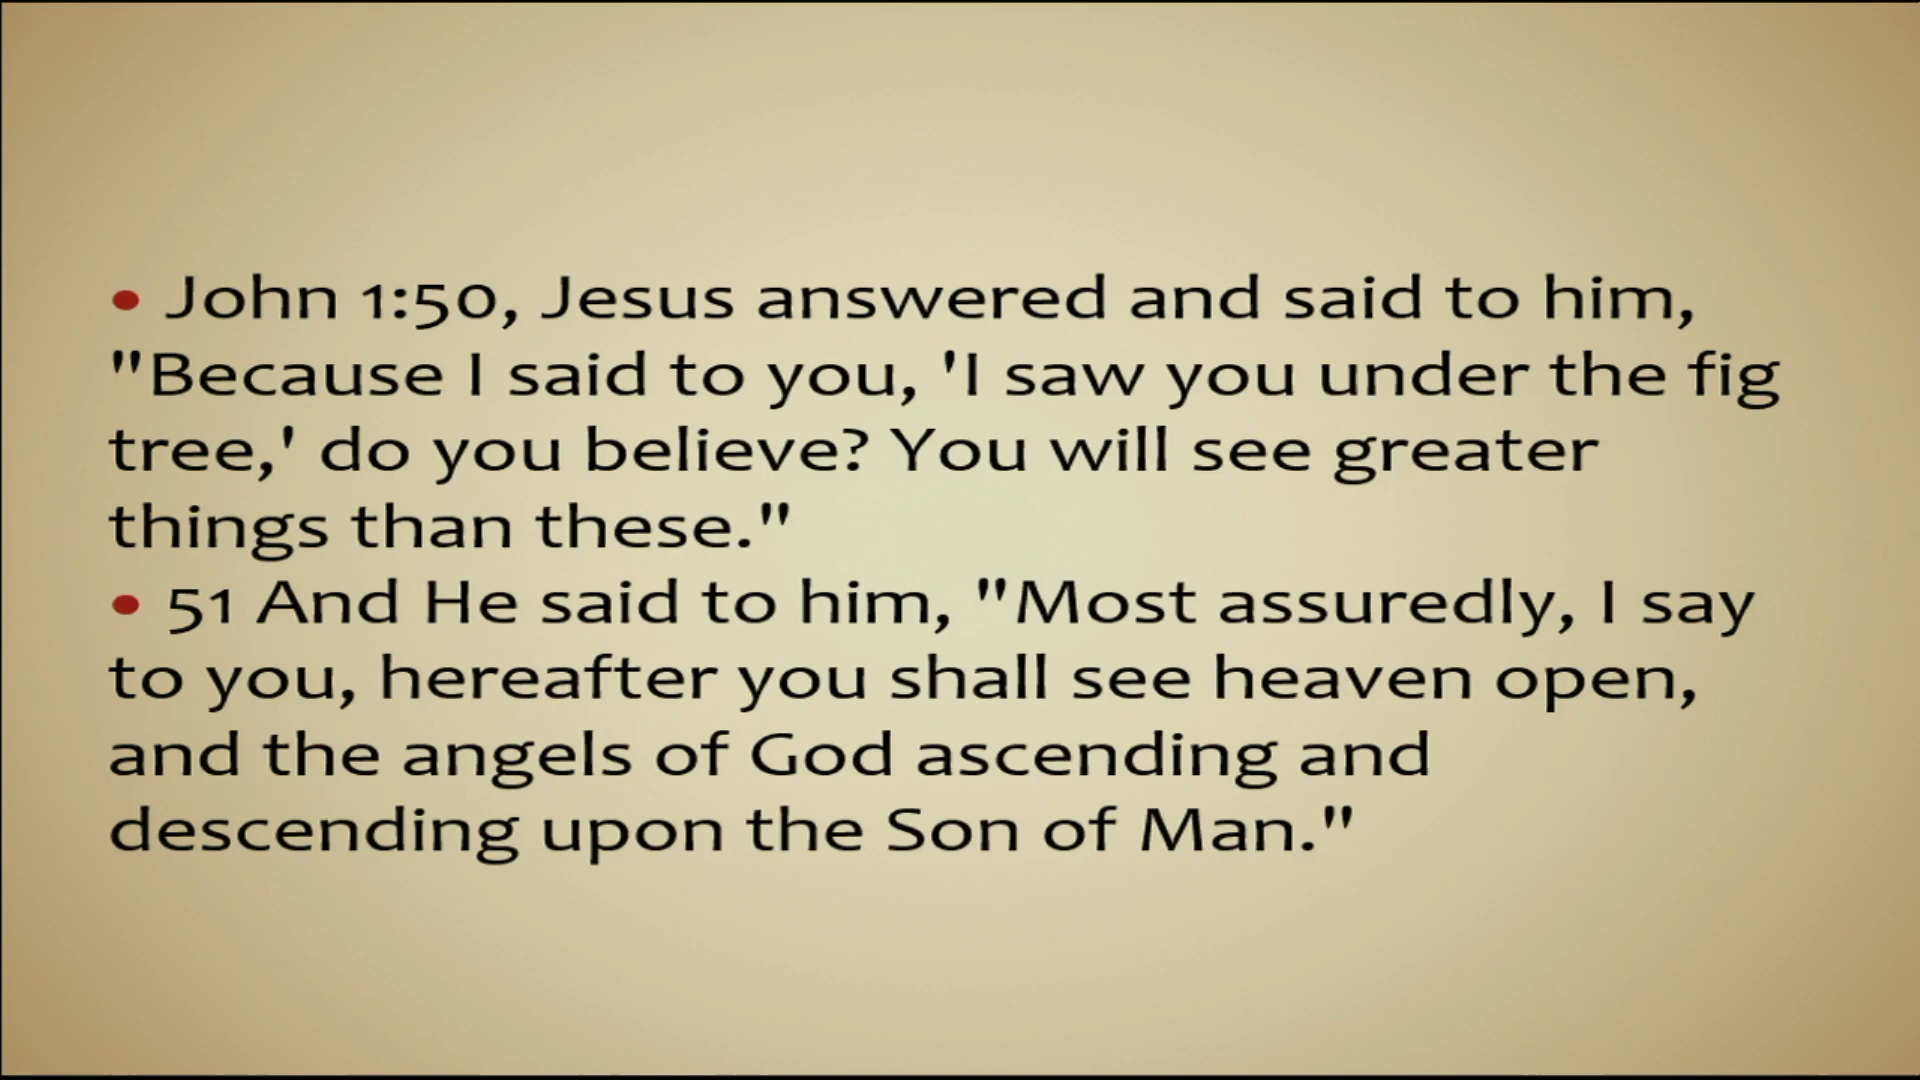 • John 1:50, Jesus answered and said to him,
"Because I said to you, 'I saw you under the fig
tree,' do you believe? You will see greater
things than these."
• 51 And He said to him, "Most assuredly, I say
to you, hereafter you shall see heaven open,
and the angels of God ascending and
descending upon the Son of Man."